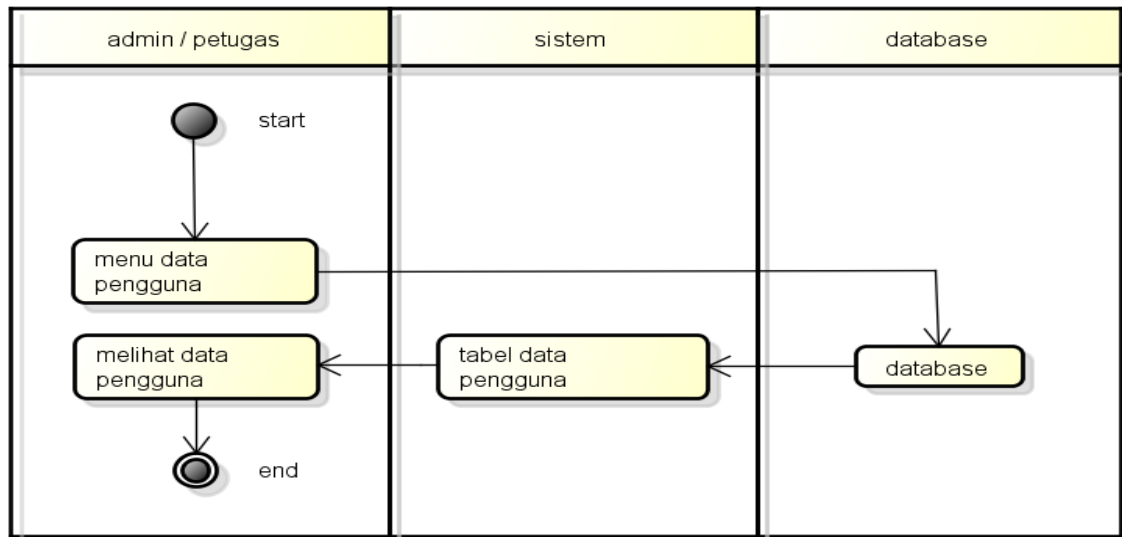 admin / petugas
sistem
database
start
menu data
pengguna
melihat data
pengguna
tabel data
pengguna
database
end